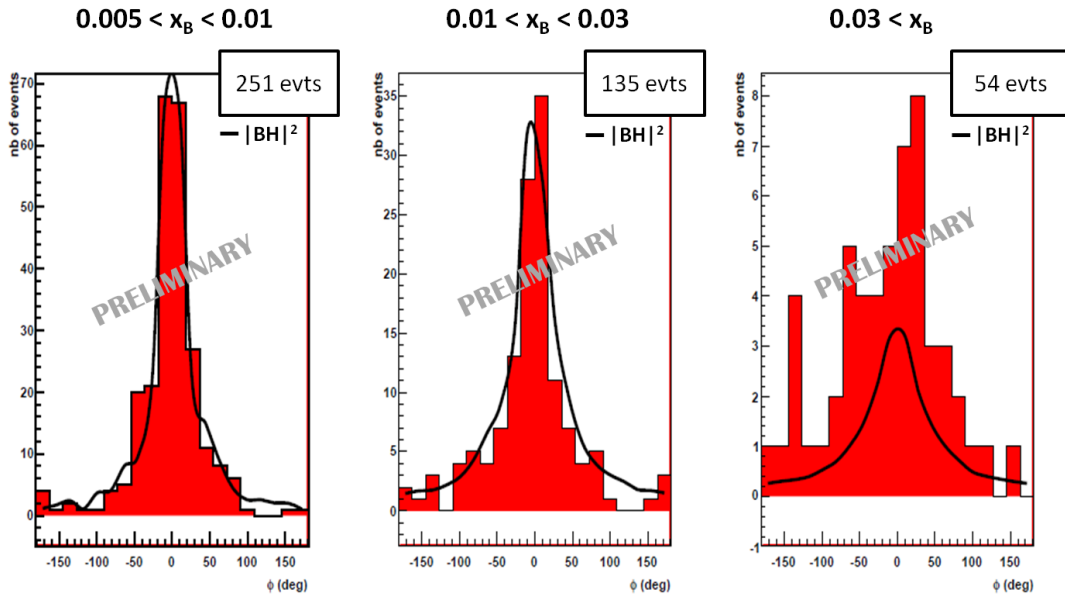 0.005 < xB < 0.01
251 evts
|BH|²
nb of events
70
60
50
40
30
20
10
0
PRELIMINARY
-150 -100 -50 0 50 100 150
ϕ (deg)
0.01 < xB < 0.03
135 evts
|BH|²
nb of events
35
30
25
20
15
10
5
0
PRELIMINARY
-150 -100 -50 0 50 100 150
ϕ (deg)
0.03 < xB
54 evts
|BH|²
nb of events
8
7
6
5
4
3
2
1
0
-1
PRELIMINARY
-150 -100 -50 0 50 100 150
ϕ (deg)